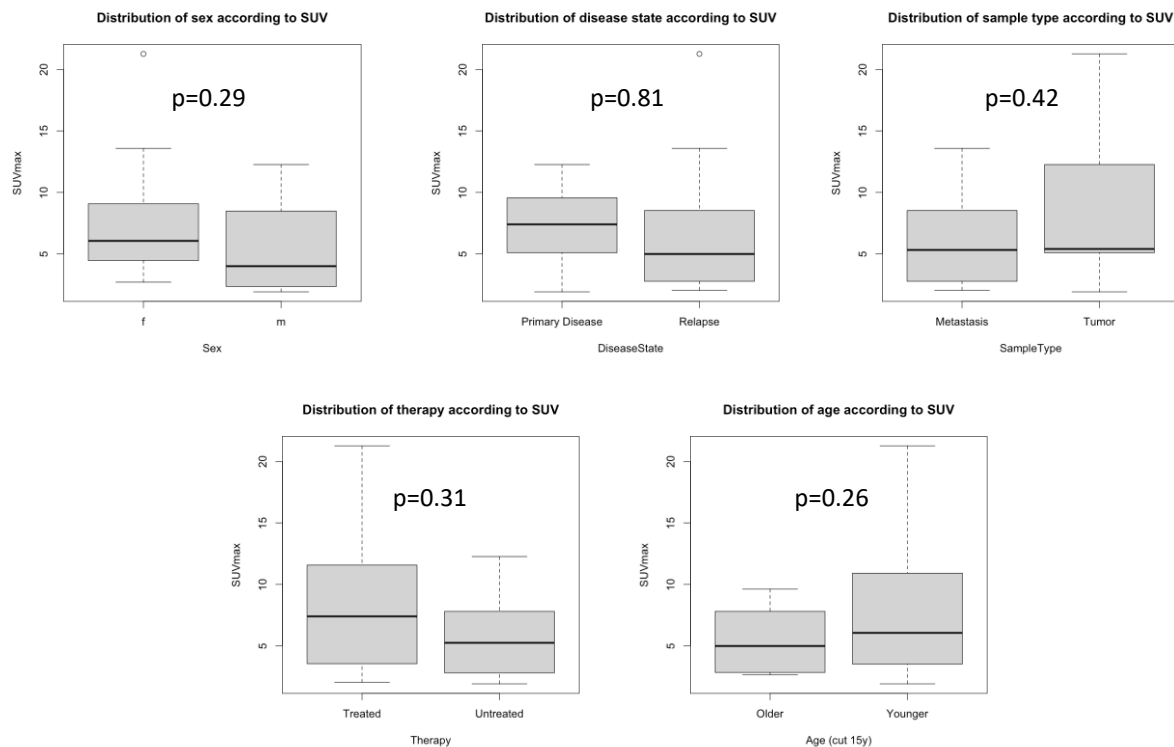 Distribution of sex according to SUV
20
15
10
5
SUVmax
p=0.29
f
m
Sex
Distribution of disease state according to SUV
20
15
10
5
SUVmax
p=0.81
Primary Disease
Relapse
DiseaseState
Distribution of sample type according to SUV
20
15
10
5
SUVmax
p=0.42
Metastasis
Tumor
SampleType
Distribution of therapy according to SUV
20
15
10
5
SUVmax
p=0.31
Treated
Untreated
Therapy
Distribution of age according to SUV
20
15
10
5
SUVmax
p=0.26
Older
Younger
Age (cut 15y)